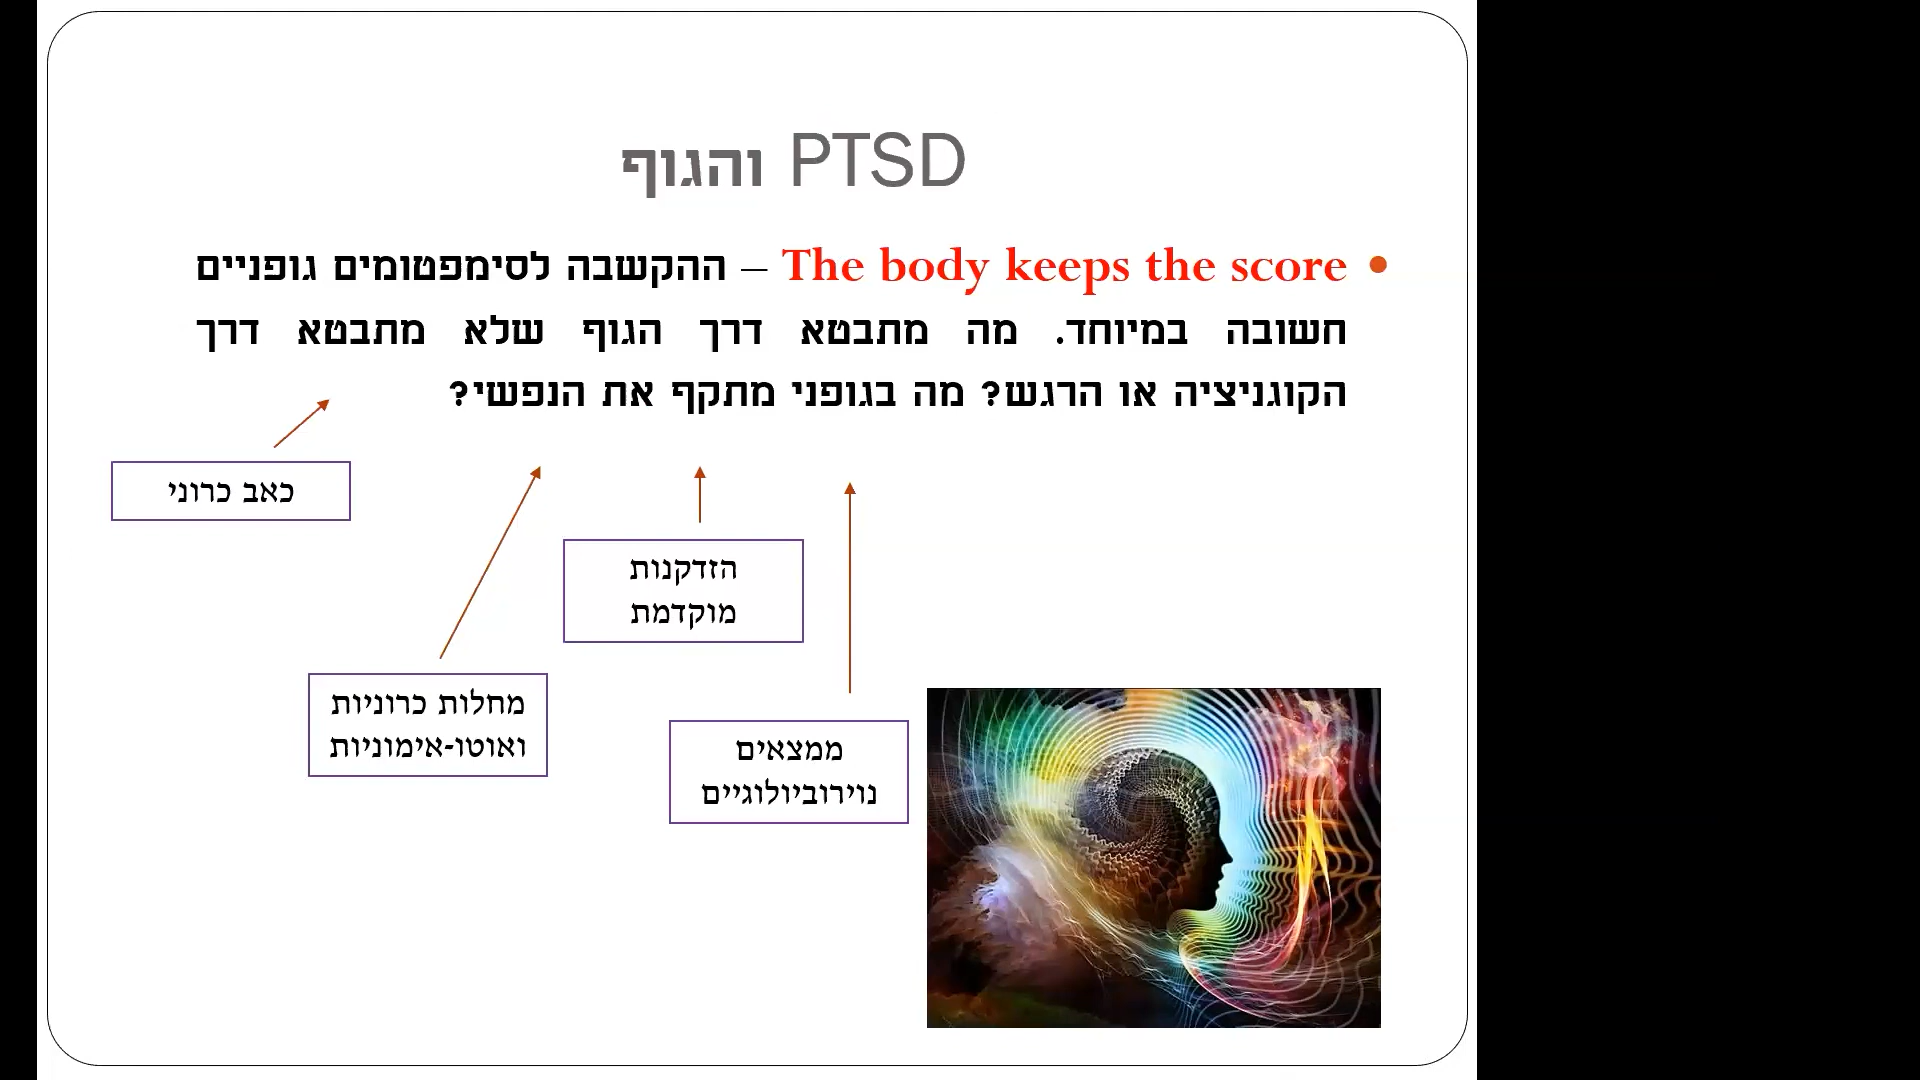 PTSD והגוף
• The body keeps the score – ההקשבה לסימפטומים גופניים
חשובה במיוחד. מה מתבטא דרך הגוף שלא מתבטא דרך
הקוגניציה או הרגש? מה בגופני מתקף את הנפשי?
כאב כרוני
הזדקנות
מוקדמת
מחלות כרוניות
ואוטו-אימוניות
ממצאים
נוירוביולוגיים